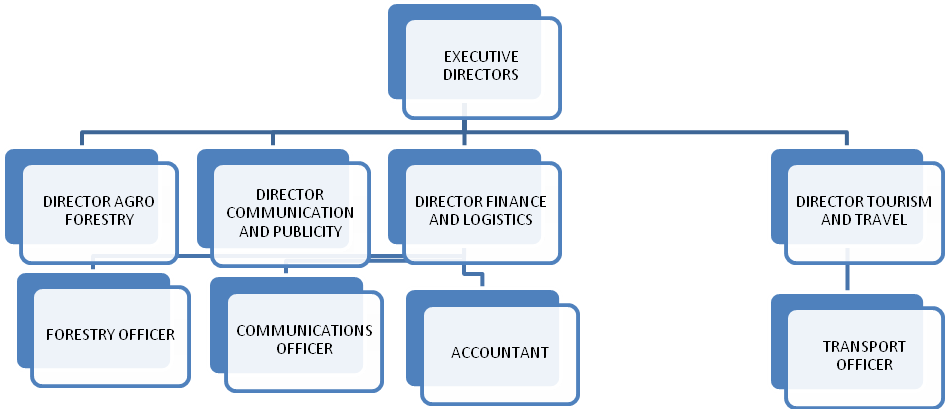 EXECUTIVE
DIRECTORS
DIRECTOR AGRO
FORESTRY
DIRECTOR
COMMUNICATION
AND PUBLICITY
DIRECTOR FINANCE
AND LOGISTICS
DIRECTOR TOURISM
AND TRAVEL
FORESTRY OFFICER
COMMUNICATIONS
OFFICER
ACCOUNTANT
TRANSPORT
OFFICER